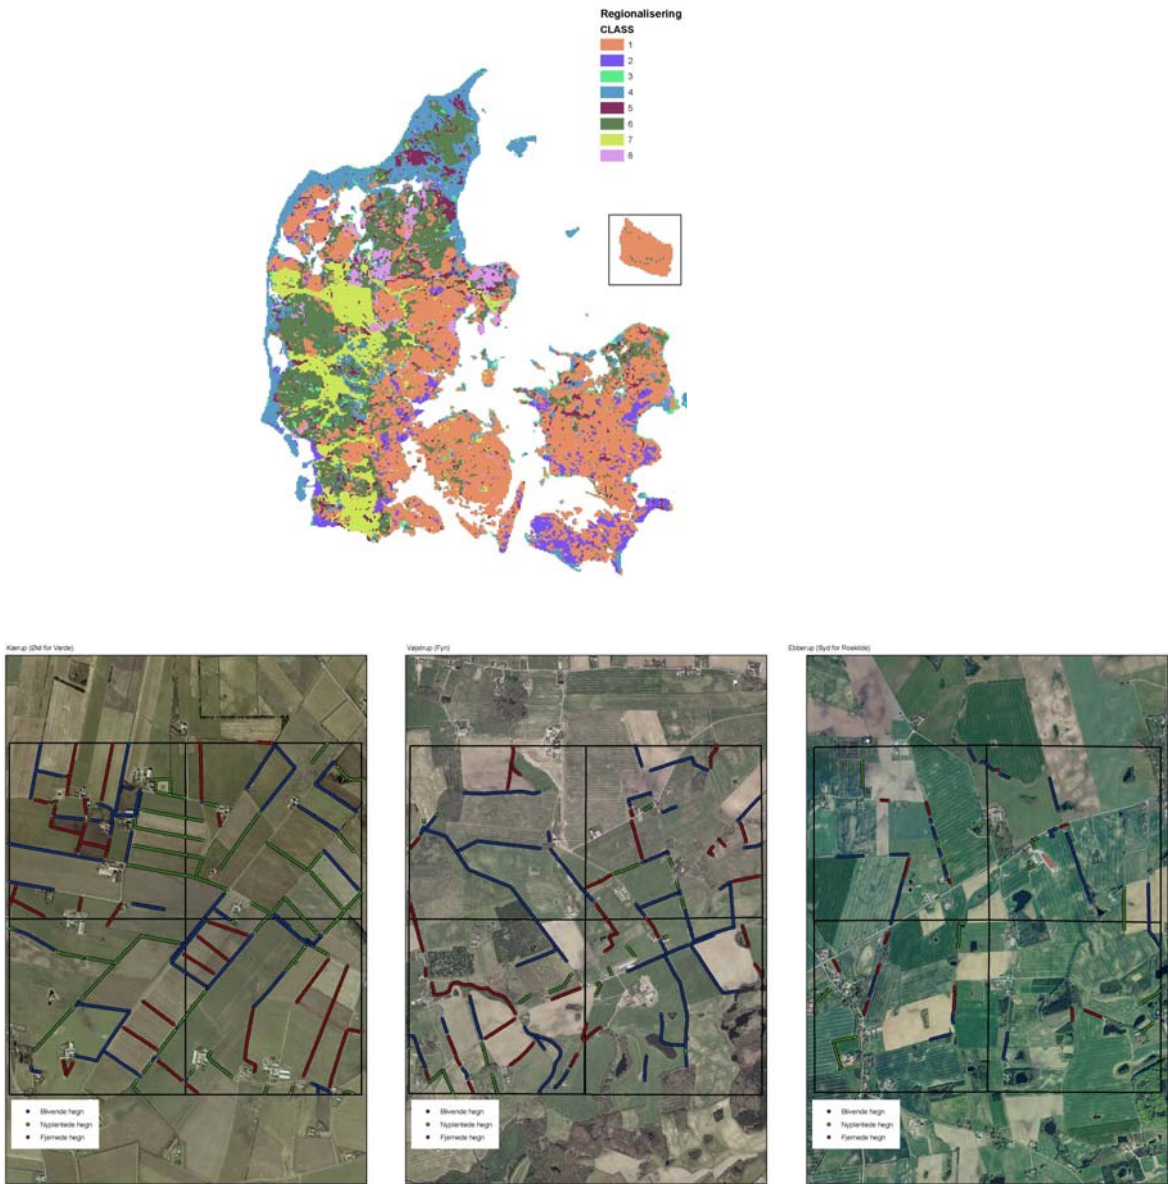 Regionalisering
CLASS
1
2
3
4
5
6
7
8
Kærup (Øst for Varde)
Vøjstrup (Fyn)
Ebberup (Syd for Roskilde)
Blivende hegn
Nyplantede hegn
Fjernede hegn
Blivende hegn
Nyplantede hegn
Fjernede hegn
Blivende hegn
Nyplantede hegn
Fjernede hegn